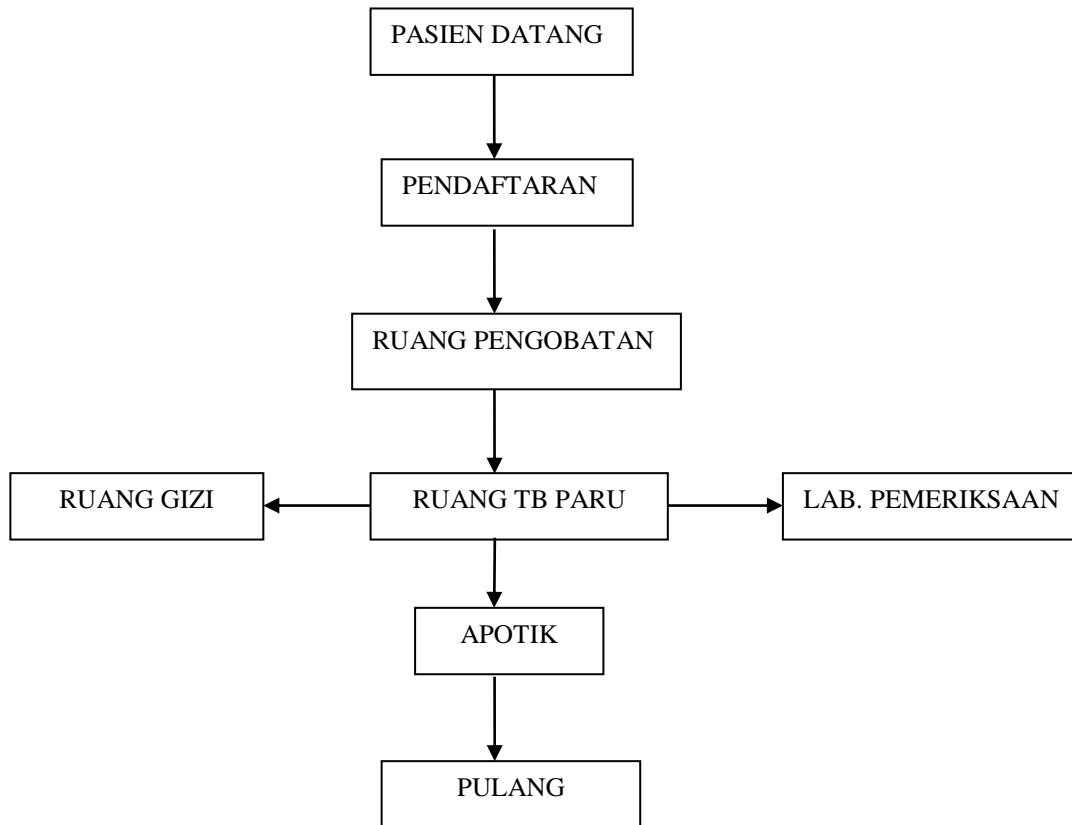 PASIEN DATANG
PENDAFTARAN
RUANG PENGOBATAN
RUANG GIZI
RUANG TB PARU
LAB. PEMERIKSAAN
APOTIK
PULANG